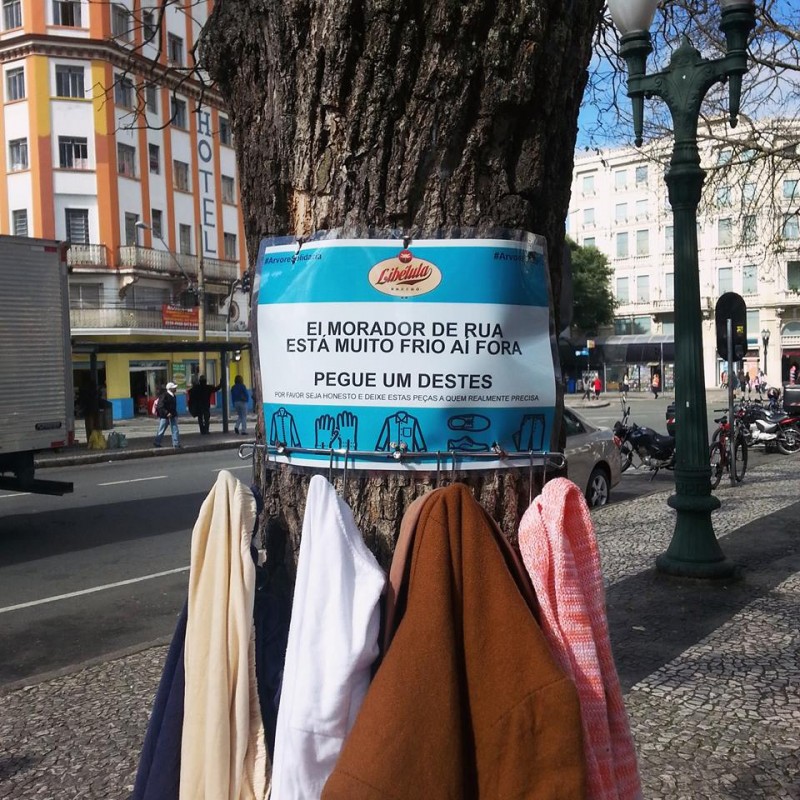 HOTEL
Libélula
EI MORADOR DE RUA
ESTÁ MUITO FRIO AÍ FORA
PEGUE UM DESTES
POR FAVOR SEJA HONESTO E DEIXE ESTAS PEÇAS A QUEM REALMENTE PRECISA.